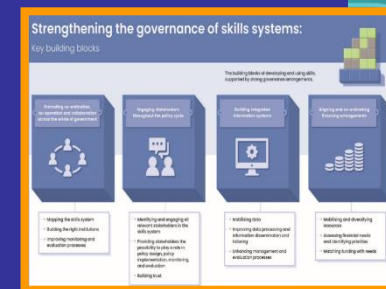 Strengthening the governance of skills systems:
Key building blocks
The building blocks of developing and using skills,
supported by strong governance arrangements.
Promoting co-ordination,
co-operation and collaboration
across the whole of government
Engaging stakeholders
throughout the policy cycle
Building integrated
information systems
Aligning and co-ordinating
financing arrangements
• Mapping the skills system
• Building the right institutions
• Improving monitoring and
evaluation processes
• Identifying and engaging all
relevant stakeholders in the
skills system
• Providing stakeholders the
possibility to play a role in
policy design, policy
implementation, monitoring
and evaluation
• Building trust
• Mobilising data
• Improving data processing and
information dissemination and
tailoring
• Enhancing management and
evaluation processes
• Mobilising and diversifying
resources
• Assessing financial needs
and identifying priorities
• Matching funding with needs